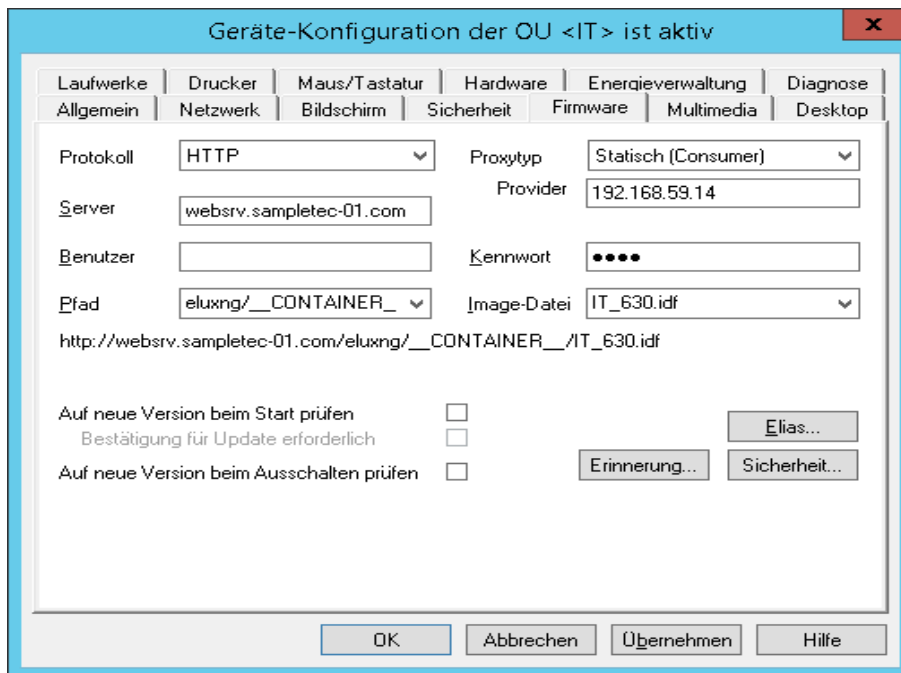 Geräte-Konfiguration der OU <IT> ist aktiv
x
Laufwerke Drucker Maus/Tastatur Hardware Energieverwaltung Diagnose
Allgemein Netzwerk Bildschirm Sicherheit Firmware Multimedia Desktop
Protokoll HTTP Proxytyp Statisch (Consumer)
Provider 192.168.59.14
Server websrv.sampletec-01.com
Benutzer Kennwort ●●●●
Pfad eluxng/__CONTAINER_ Image-Datei IT_630.idf
http://websrv.sampletec-01.com/eluxng/__CONTAINER__/IT_630.idf
Auf neue Version beim Start prüfen
Elias...
Bestätigung für Update erforderlich
Auf neue Version beim Ausschalten prüfen Erinnerung... Sicherheit...
OK Abbrechen Übernehmen Hilfe